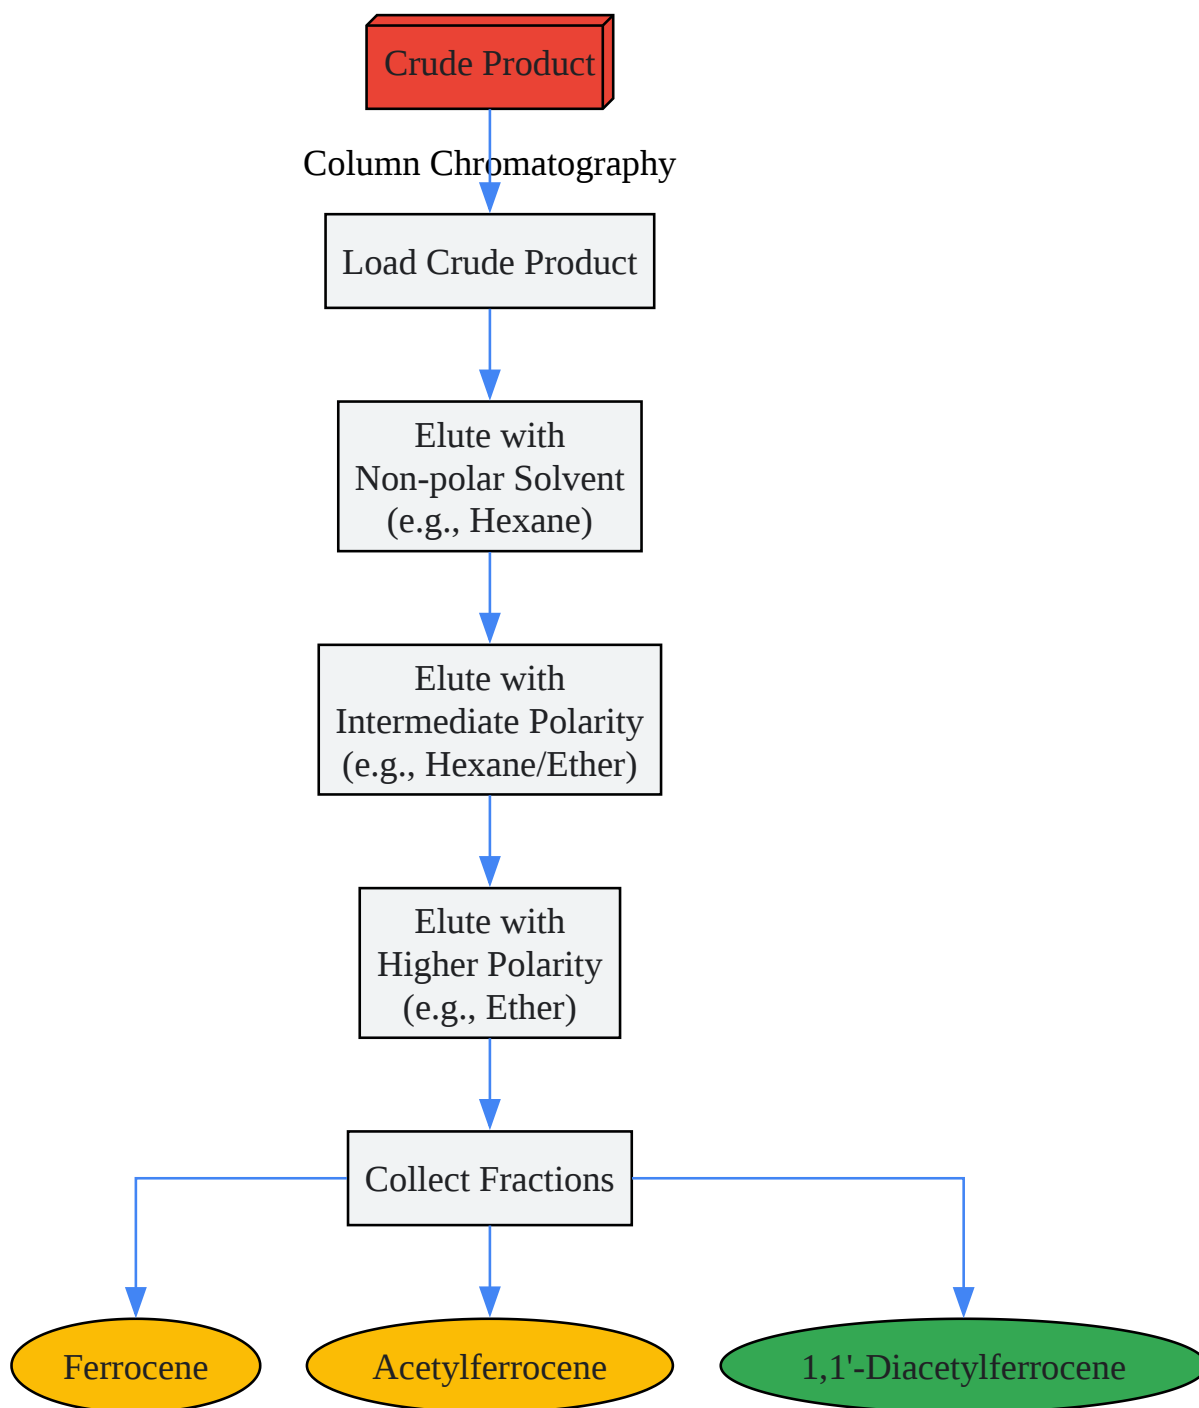 Crude Product
Column Chromatography
Load Crude Product
Elute with
Non-polar Solvent
(e.g., Hexane)
Elute with
Intermediate Polarity
(e.g., Hexane/Ether)
Elute with
Higher Polarity
(e.g., Ether)
Collect Fractions
Ferrocene
Acetylferrocene
1,1'-Diacetylferrocene